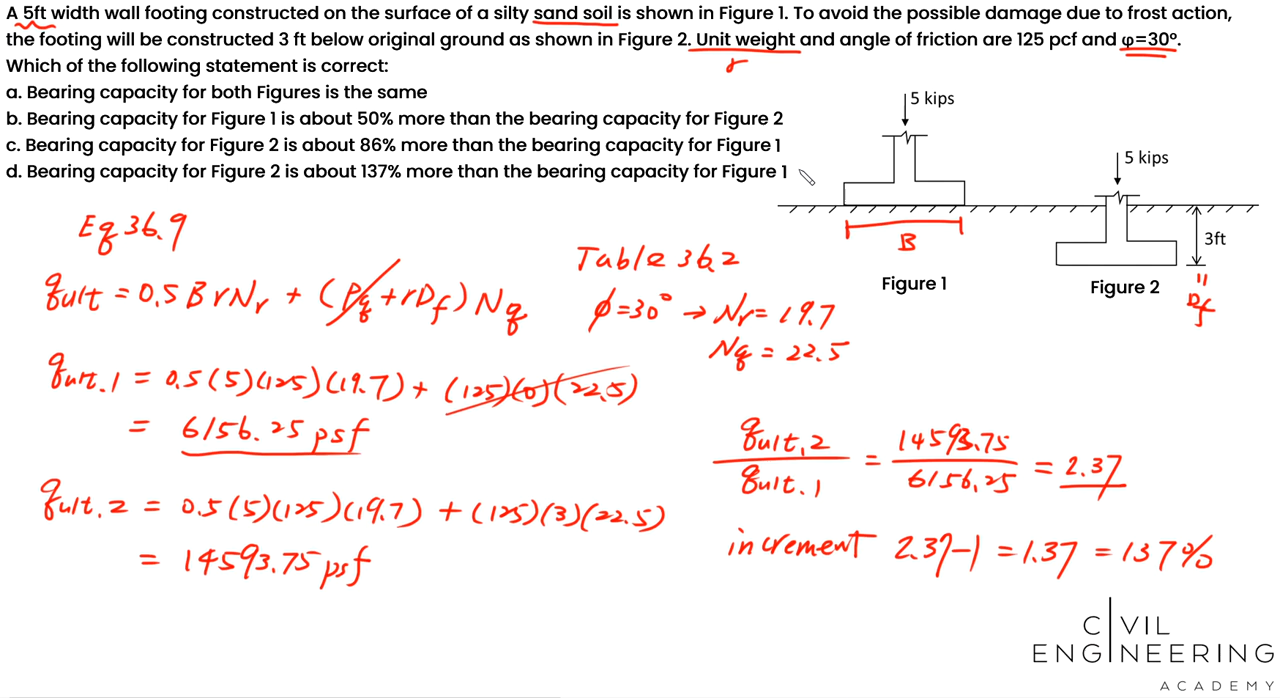 A 5ft width wall footing constructed on the surface of a silty sand soil is shown in Figure 1. To avoid the possible damage due to frost action,
the footing will be constructed 3 ft below original ground as shown in Figure 2. Unit weight and angle of friction are 125 pcf and φ=30º.
γ
Which of the following statement is correct:
a. Bearing capacity for both Figures is the same
b. Bearing capacity for Figure 1 is about 50% more than the bearing capacity for Figure 2
c. Bearing capacity for Figure 2 is about 86% more than the bearing capacity for Figure 1
d. Bearing capacity for Figure 2 is about 137% more than the bearing capacity for Figure 1
5 kips
B
Figure 1
5 kips
3ft
"
Df
Figure 2
Eq 36.9
qult = 0.5 B γ Nγ + (Pq + γDf) Nq
Table 36.2
ϕ=30° → Nγ = 19.7
Nq = 22.5
qult.1 = 0.5 (5)(125)(19.7) + (125)(0)(22.5)
= 6156.25 psf
qult.2 = 0.5 (5)(125)(19.7) + (125)(3)(22.5)
= 14593.75 psf
qult.2 / qult.1 = 14593.75 / 6156.25 = 2.37
increment 2.37-1 = 1.37 = 137%
CIVIL
ENGINEERING
ACADEMY